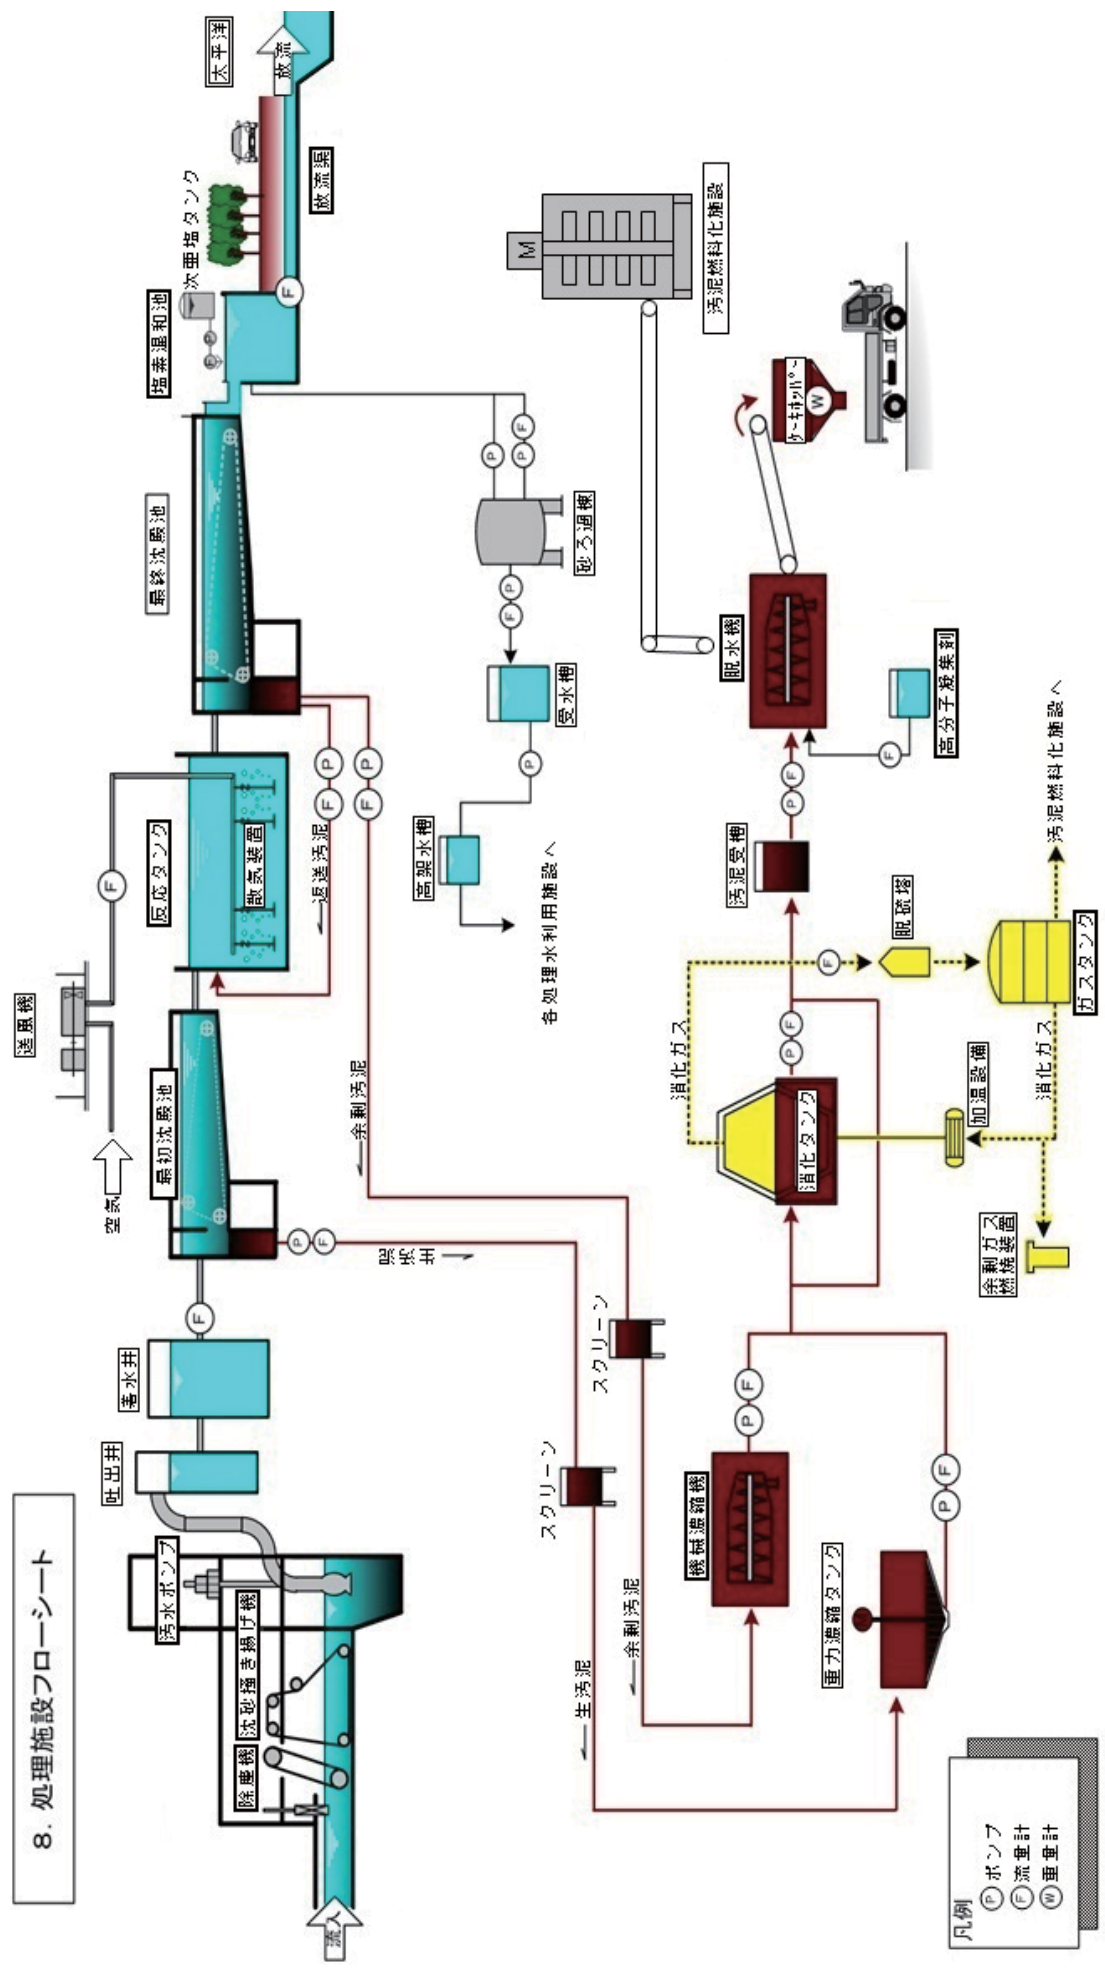 8. 処理施設フローシート
流入
除塵機
沈砂掻き揚げ機
汚水ポンプ
吐出井
着水井
F
最初沈殿池
空気
送風機
F
反応タンク
散気装置
最終沈殿池
塩素混和池
次亜塩タンク
P
F
F
放流渠
放流
太平洋
P
F
生汚泥
返送汚泥
F
P
余剰汚泥
F
P
P
P
F
砂ろ過棟
F
P
受水槽
P
高架水槽
各処理水利用施設へ
スクリーン
スクリーン
生汚泥
余剰汚泥
機械濃縮機
P
F
重力濃縮タンク
P
F
消化タンク
P
F
消化ガス
F
脱硫塔
ガスタンク
汚泥燃料化施設へ
消化ガス
加温設備
余剰ガス
燃焼装置
汚泥受槽
P
F
脱水機
F
高分子凝集剤
ケーキホッパー
W
M
汚泥燃料化施設
凡例
P ポンプ
F 流量計
W 重量計